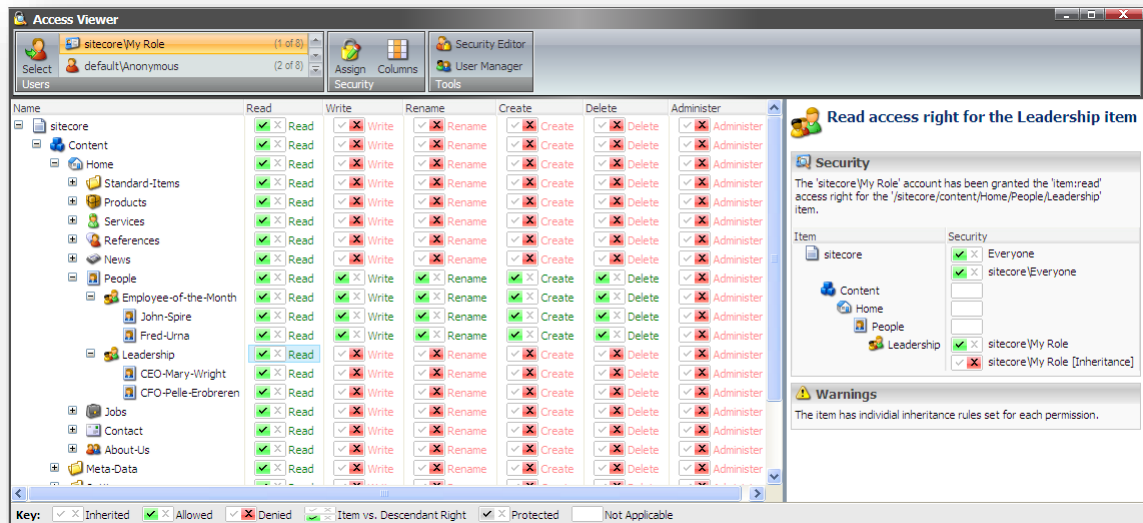 Access Viewer
sitecore\My Role (1 of 8)
default\Anonymous (2 of 8)
Select
Users
Assign Columns
Security
Security Editor
User Manager
Tools
Name Read Write Rename Create Delete Administer
sitecore Read Write Rename Create Delete Administer
Content Read Write Rename Create Delete Administer
Home Read Write Rename Create Delete Administer
Standard-Items Read Write Rename Create Delete Administer
Products Read Write Rename Create Delete Administer
Services Read Write Rename Create Delete Administer
References Read Write Rename Create Delete Administer
News Read Write Rename Create Delete Administer
People Read Write Rename Create Delete Administer
Employee-of-the-Month Read Write Rename Create Delete Administer
John-Spire Read Write Rename Create Delete Administer
Fred-Urna Read Write Rename Create Delete Administer
Leadership Read Write Rename Create Delete Administer
CEO-Mary-Wright Read Write Rename Create Delete Administer
CFO-Pelle-Erobreren Read Write Rename Create Delete Administer
Jobs Read Write Rename Create Delete Administer
Contact Read Write Rename Create Delete Administer
About-Us Read Write Rename Create Delete Administer
Meta-Data Read Write Rename Create Delete Administer
Read access right for the Leadership item
Security
The 'sitecore\My Role' account has been granted the 'item:read'
access right for the '/sitecore/content/Home/People/Leadership'
item.
Item Security
sitecore Everyone
sitecore\Everyone
Content
Home
People
Leadership sitecore\My Role
sitecore\My Role [Inheritance]
Warnings
The item has individial inheritance rules set for each permission.
Key: Inherited Allowed Denied Item vs. Descendant Right Protected Not Applicable